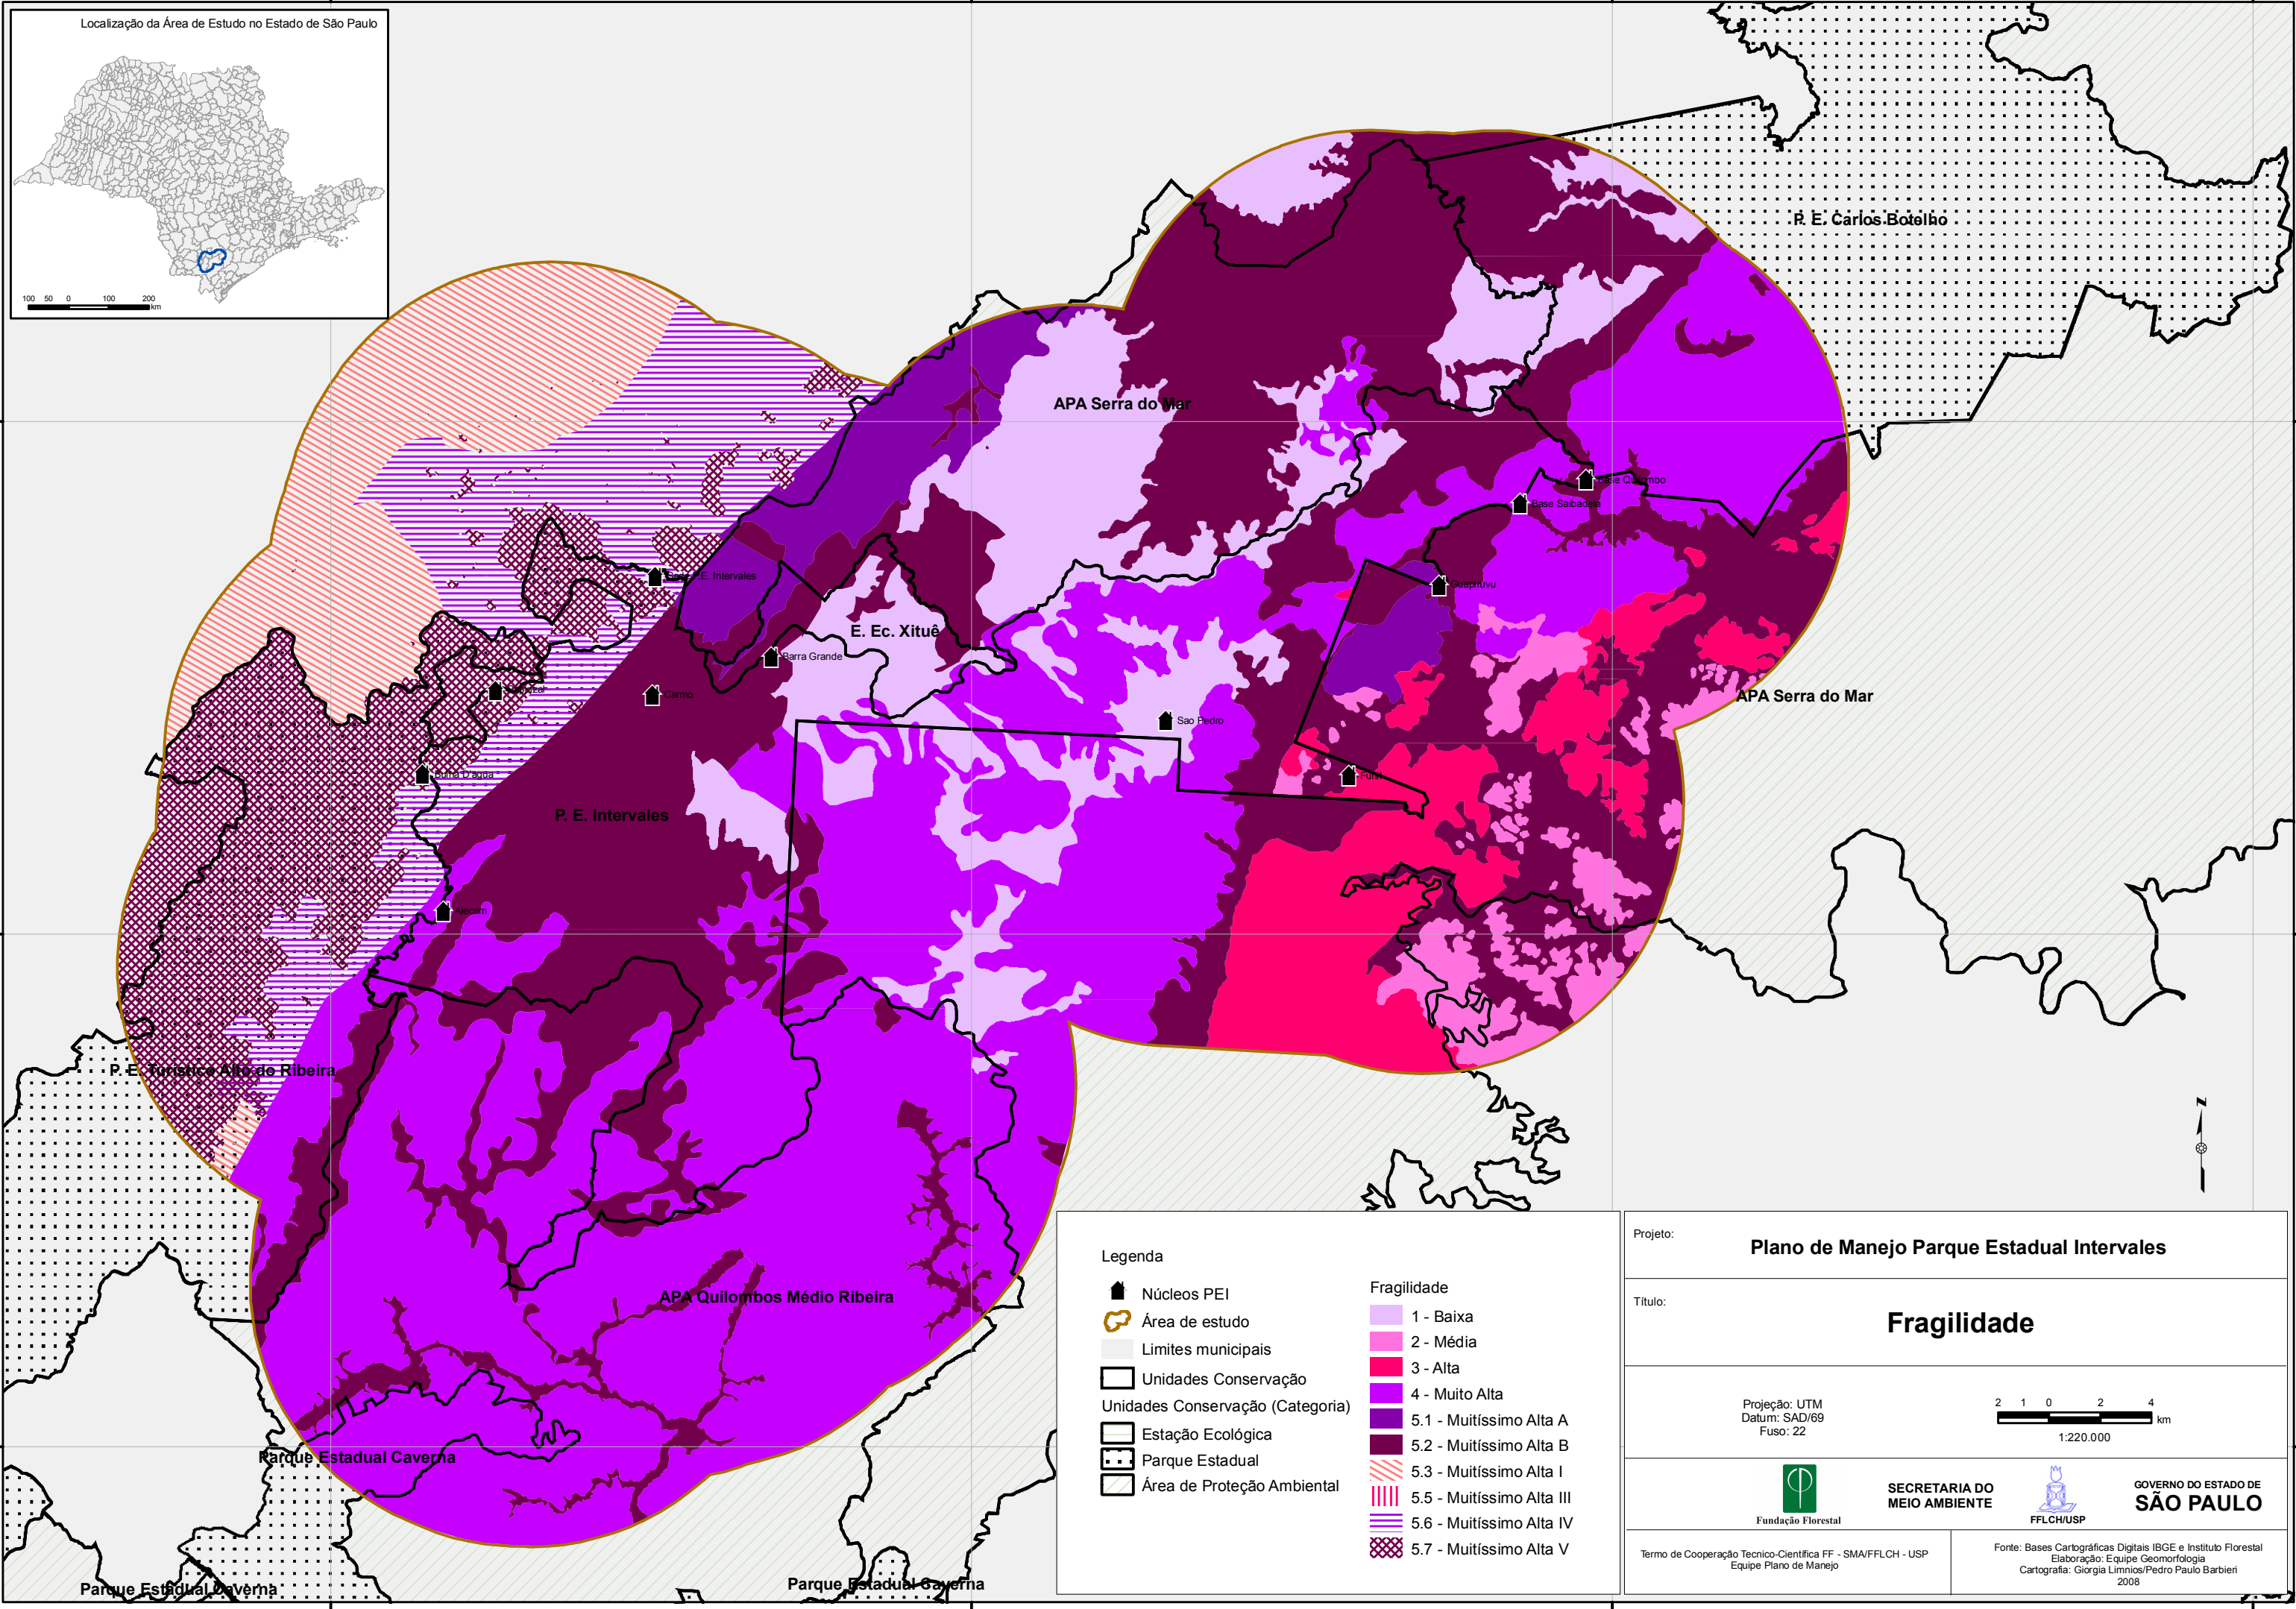 Localização da Área de Estudo no Estado de São Paulo
100 50 0 100 200
km
P. E. Carlos Botelho
APA Serra do Mar
Base Quilombo
Base Saibadela
Sede P.E. Intervales
Guapiruvu
E. Ec. Xituê
Barra Grande
Carmo
APA Serra do Mar
Sao Pedro
Funil
P. E. Intervales
Alecrim
P. E. Turístico Alto do Ribeira
APA Quilombos Médio Ribeira
Parque Estadual Caverna
Parque Estadual Caverna
Parque Estadual Caverna
N
Legenda
Núcleos PEI
Área de estudo
Limites municipais
Unidades Conservação
Unidades Conservação (Categoria)
Estação Ecológica
Parque Estadual
Área de Proteção Ambiental
Fragilidade
1 - Baixa
2 - Média
3 - Alta
4 - Muito Alta
5.1 - Muitíssimo Alta A
5.2 - Muitíssimo Alta B
5.3 - Muitíssimo Alta I
5.5 - Muitíssimo Alta III
5.6 - Muitíssimo Alta IV
5.7 - Muitíssimo Alta V
Projeto:
Plano de Manejo Parque Estadual Intervales
Título:
Fragilidade
Projeção: UTM
Datum: SAD/69
Fuso: 22
2 1 0 2 4
km
1:220.000
Fundação Florestal
SECRETARIA DO
MEIO AMBIENTE
FFLCH/USP
GOVERNO DO ESTADO DE
SÃO PAULO
Termo de Cooperação Tecnico-Científica FF - SMA/FFLCH - USP
Equipe Plano de Manejo
Fonte: Bases Cartográficas Digitais IBGE e Instituto Florestal
Elaboração: Equipe Geomorfologia
Cartografia: Giorgia Limnios/Pedro Paulo Barbieri
2008